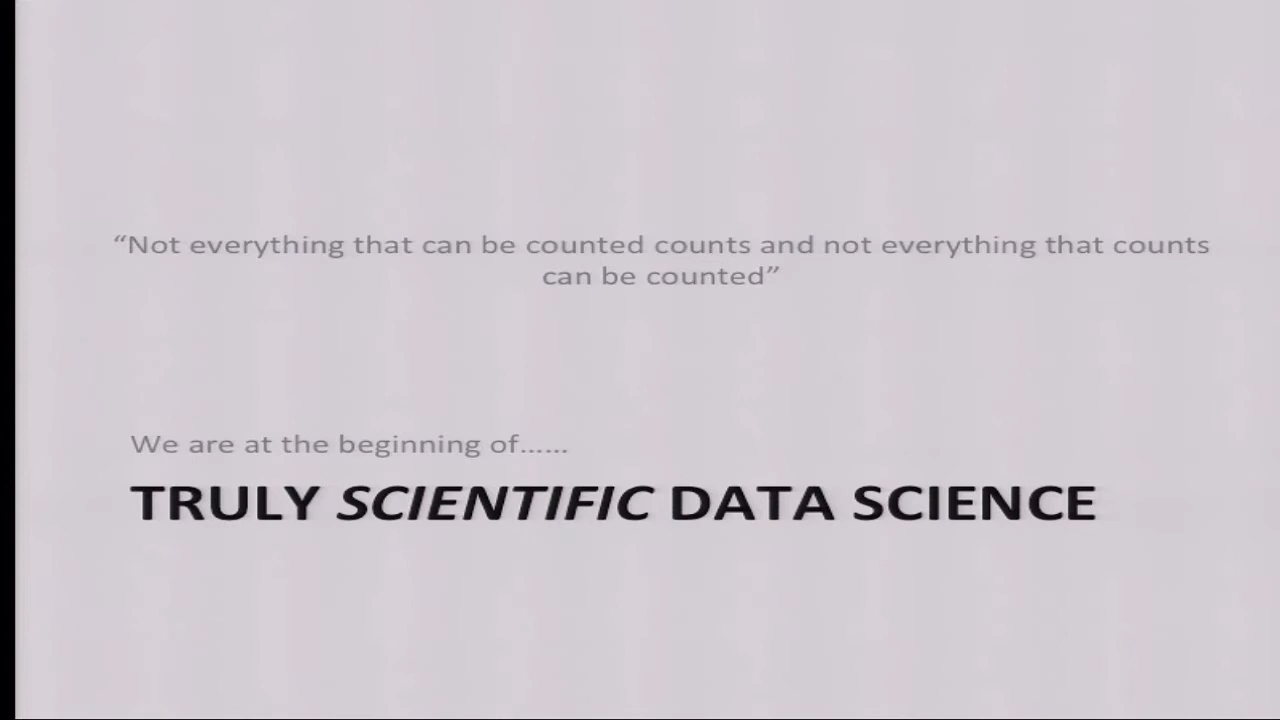 “Not everything that can be counted counts and not everything that counts
can be counted”
We are at the beginning of......
TRULY SCIENTIFIC DATA SCIENCE